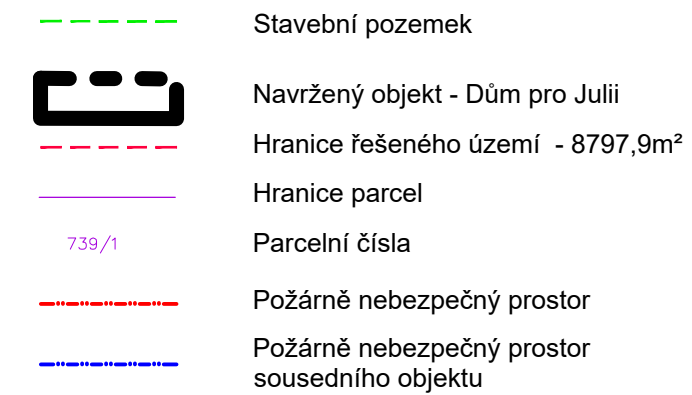 Stavební pozemek
Navržený objekt - Dům pro Julii
Hranice řešeného území - 8797,9m²
Hranice parcel
739/1 Parcelní čísla
Požárně nebezpečný prostor
Požárně nebezpečný prostor
sousedního objektu